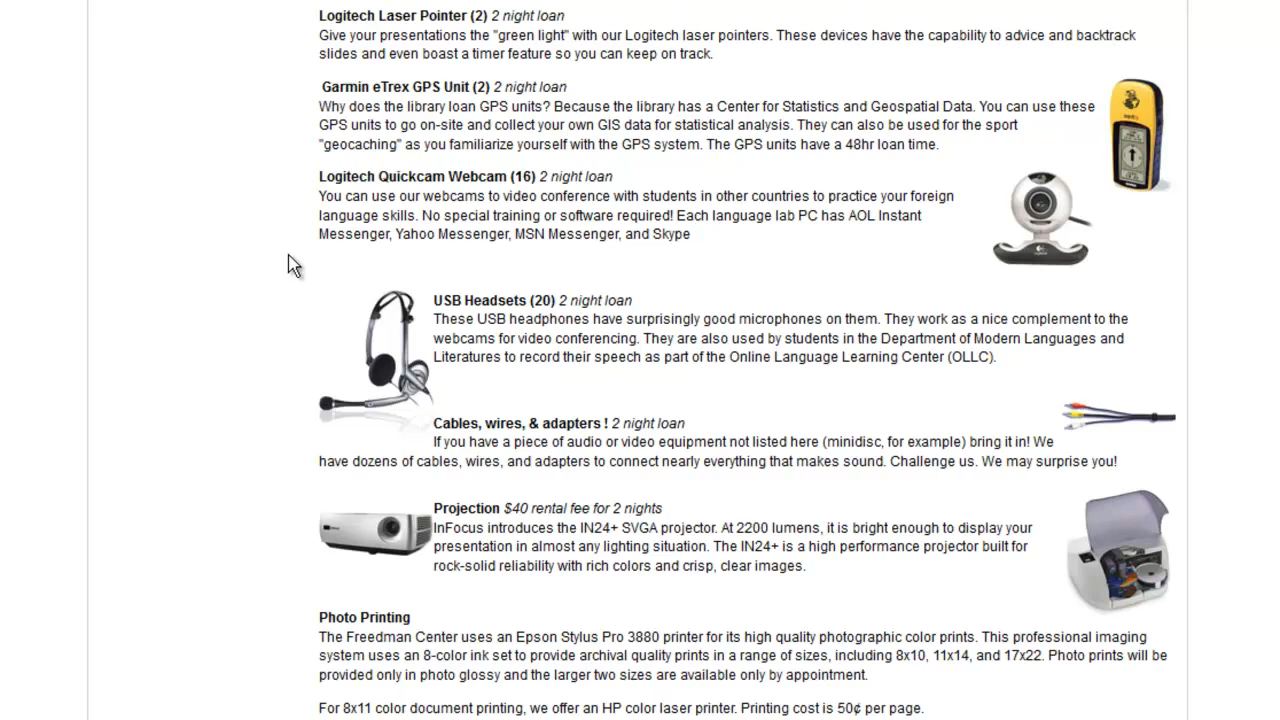 Logitech Laser Pointer (2) 2 night loan
Give your presentations the "green light" with our Logitech laser pointers. These devices have the capability to advice and backtrack
slides and even boast a timer feature so you can keep on track.
Garmin eTrex GPS Unit (2) 2 night loan
Why does the library loan GPS units? Because the library has a Center for Statistics and Geospatial Data. You can use these
GPS units to go on-site and collect your own GIS data for statistical analysis. They can also be used for the sport
"geocaching" as you familiarize yourself with the GPS system. The GPS units have a 48hr loan time.
Logitech Quickcam Webcam (16) 2 night loan
You can use our webcams to video conference with students in other countries to practice your foreign
language skills. No special training or software required! Each language lab PC has AOL Instant
Messenger, Yahoo Messenger, MSN Messenger, and Skype
USB Headsets (20) 2 night loan
These USB headphones have surprisingly good microphones on them. They work as a nice complement to the
webcams for video conferencing. They are also used by students in the Department of Modern Languages and
Literatures to record their speech as part of the Online Language Learning Center (OLLC).
Cables, wires, & adapters ! 2 night loan
If you have a piece of audio or video equipment not listed here (minidisc, for example) bring it in! We
have dozens of cables, wires, and adapters to connect nearly everything that makes sound. Challenge us. We may surprise you!
Projection $40 rental fee for 2 nights
InFocus introduces the IN24+ SVGA projector. At 2200 lumens, it is bright enough to display your
presentation in almost any lighting situation. The IN24+ is a high performance projector built for
rock-solid reliability with rich colors and crisp, clear images.
Photo Printing
The Freedman Center uses an Epson Stylus Pro 3880 printer for its high quality photographic color prints. This professional imaging
system uses an 8-color ink set to provide archival quality prints in a range of sizes, including 8x10, 11x14, and 17x22. Photo prints will be
provided only in photo glossy and the larger two sizes are available only by appointment.
For 8x11 color document printing, we offer an HP color laser printer. Printing cost is 50¢ per page.